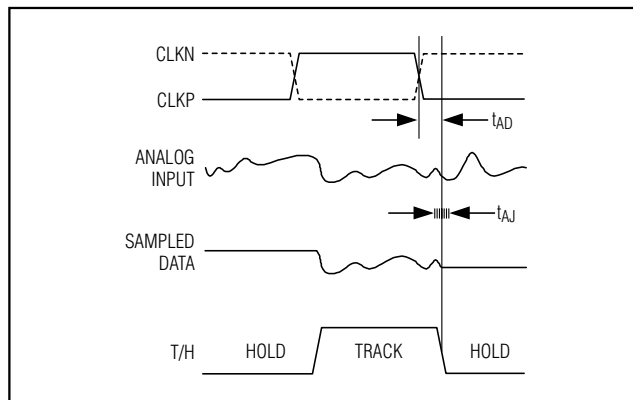 CLKN
CLKP
tAD
ANALOG
INPUT
tAJ
SAMPLED
DATA
T/H
HOLD
TRACK
HOLD